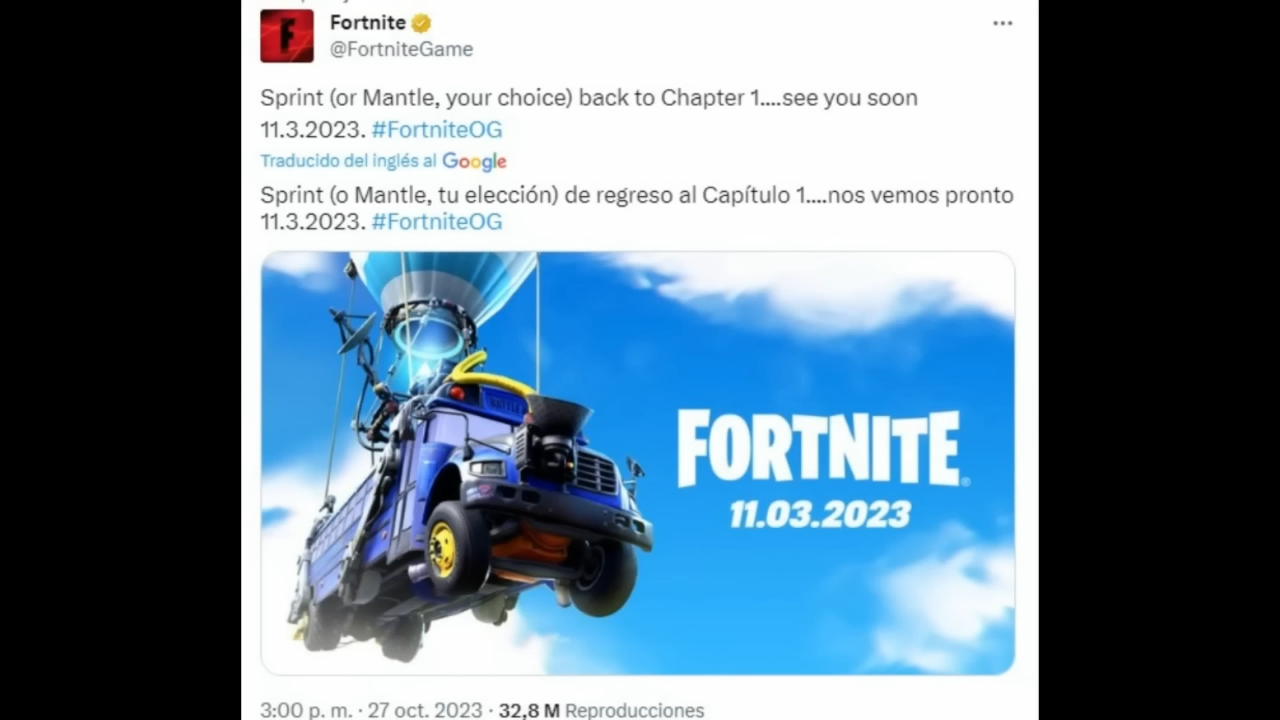 Fortnite
@FortniteGame
Sprint (or Mantle, your choice) back to Chapter 1....see you soon
11.3.2023. #FortniteOG
Traducido del inglés al Google
Sprint (o Mantle, tu elección) de regreso al Capítulo 1....nos vemos pronto
11.3.2023. #FortniteOG
FORTNITE®
11.03.2023
3:00 p. m. · 27 oct. 2023 · 32,8 M Reproducciones